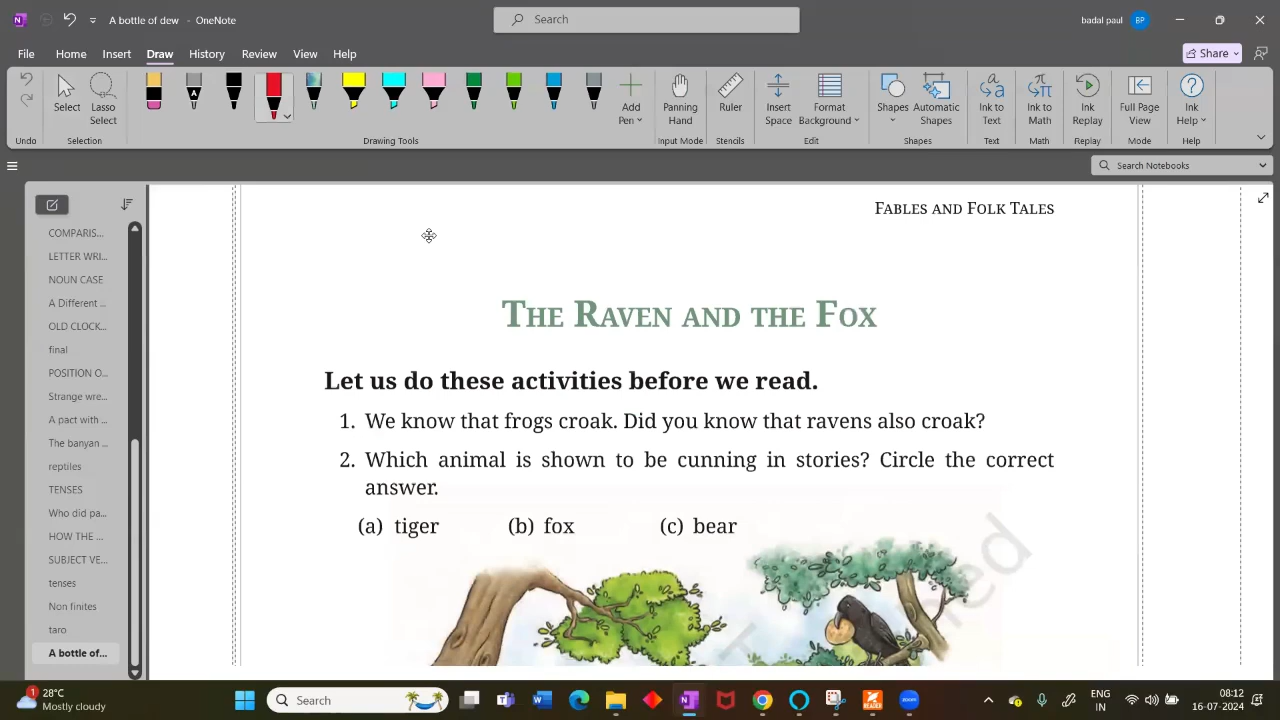 A bottle of dew - OneNote
Search
badal paul BP
File Home Insert Draw History Review View Help
Share
Select Lasso Select A Add Pen Panning Hand Ruler Insert Space Format Background Shapes Automatic Shapes Ink to Text Ink to Math Ink Replay Full Page View Ink Help
Undo Selection Drawing Tools Input Mode Stencils Edit Shapes Text Math Replay Mode Help
Search Notebooks
COMPARIS...
LETTER WRI...
NOUN CASE
A Different ...
OLD CLOCK...
final
POSITION O...
Strange wre...
A pact with ...
The banyan ...
reptiles
TENSES
Who did pa...
HOW THE ...
SUBJECT VE...
tenses
Non finites
taro
A bottle of...
FABLES AND FOLK TALES
THE RAVEN AND THE FOX
Let us do these activities before we read.
1. We know that frogs croak. Did you know that ravens also croak?
2. Which animal is shown to be cunning in stories? Circle the correct
answer.
(a) tiger (b) fox (c) bear
1 28°C
Mostly cloudy
Search
READER
zoom
ENG
IN
08:12
16-07-2024